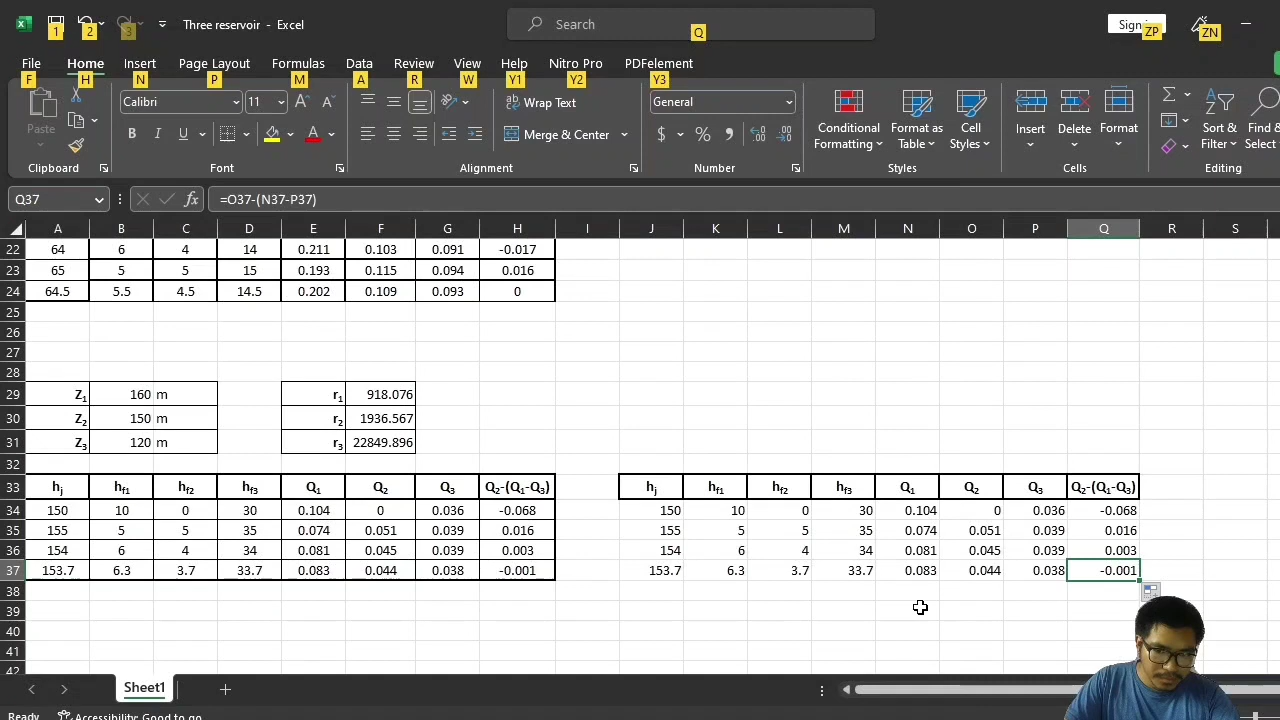 Three reservoir - Excel
Search
Sign
1 2 3 Q ZP ZN
File Home Insert Page Layout Formulas Data Review View Help Nitro Pro PDFelement
F H N P M A R W Y1 Y2 Y3
Paste
Calibri 11
Wrap Text
Merge & Center
General
Conditional Formatting
Format as Table
Cell Styles
Insert Delete Format
Sort & Filter
Find & Select
Clipboard Font Alignment Number Styles Cells Editing
Q37 fx =O37-(N37-P37)
A B C D E F G H I J K L M N O P Q R S
22 64 6 4 14 0.211 0.103 0.091 -0.017
23 65 5 5 15 0.193 0.115 0.094 0.016
24 64.5 5.5 4.5 14.5 0.202 0.109 0.093 0
25
26
27
28
29 Z1 160 m r1 918.076
30 Z2 150 m r2 1936.567
31 Z3 120 m r3 22849.896
32
33 hj hf1 hf2 hf3 Q1 Q2 Q3 Q2-(Q1-Q3) hj hf1 hf2 hf3 Q1 Q2 Q3 Q2-(Q1-Q3)
34 150 10 0 30 0.104 0 0.036 -0.068 150 10 0 30 0.104 0 0.036 -0.068
35 155 5 5 35 0.074 0.051 0.039 0.016 155 5 5 35 0.074 0.051 0.039 0.016
36 154 6 4 34 0.081 0.045 0.039 0.003 154 6 4 34 0.081 0.045 0.039 0.003
37 153.7 6.3 3.7 33.7 0.083 0.044 0.038 -0.001 153.7 6.3 3.7 33.7 0.083 0.044 0.038 -0.001
38
39
40
41
42
Sheet1
Ready Accessibility: Good to go